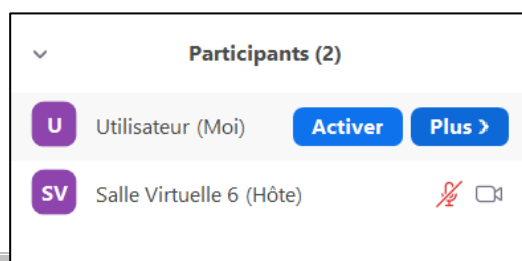 Participants (2)
U Utilisateur (Moi) Activer Plus >
SV Salle Virtuelle 6 (Hôte)